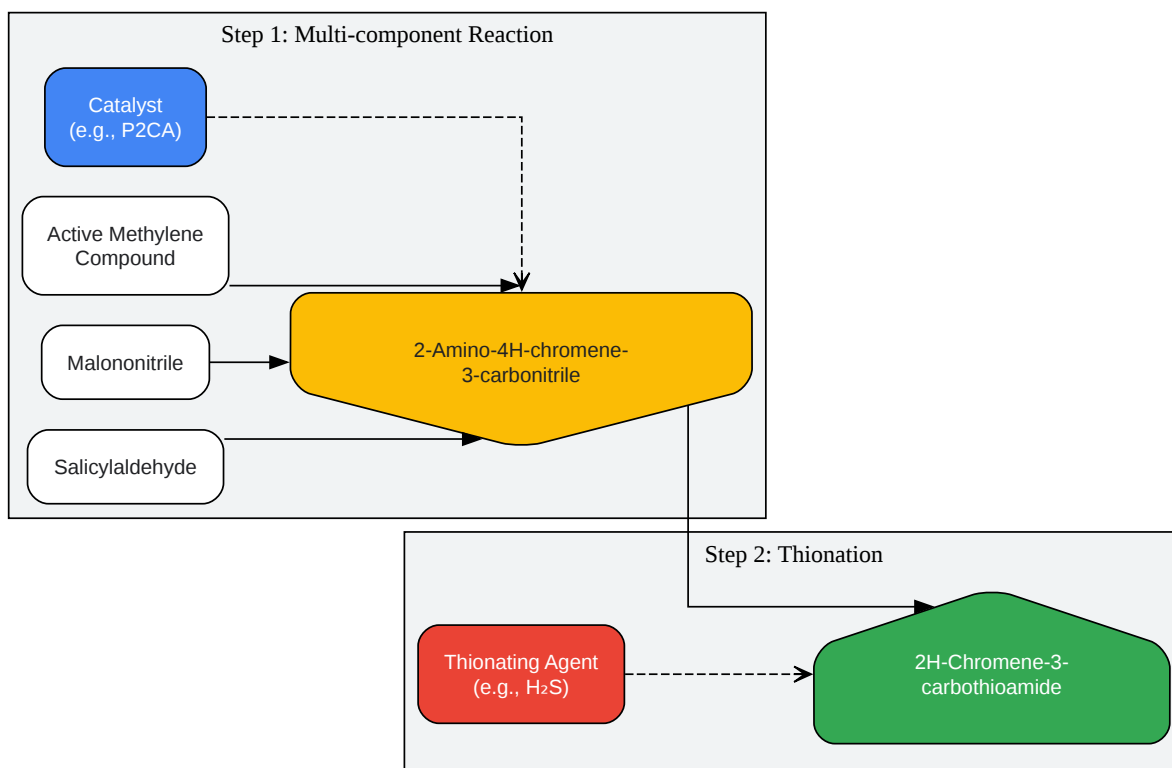 Step 1: Multi-component Reaction
Catalyst
(e.g., P2CA)
Active Methylene
Compound
Malononitrile
2-Amino-4H-chromene-
3-carbonitrile
Salicylaldehyde
Step 2: Thionation
Thionating Agent
(e.g., H₂S)
2H-Chromene-3-
carbothioamide